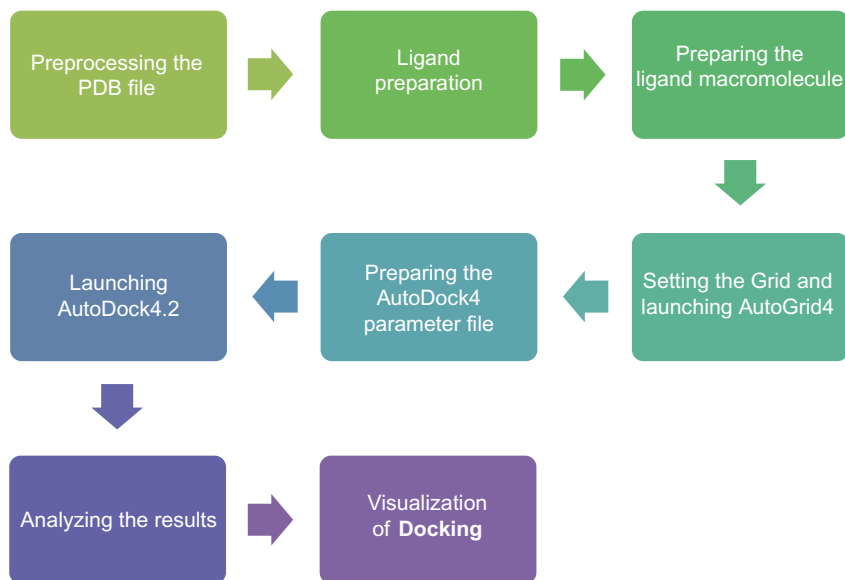 Preprocessing the
PDB file
Ligand
preparation
Preparing the
ligand macromolecule
Setting the Grid and
launching AutoGrid4
Preparing the
AutoDock4
parameter file
Launching
AutoDock4.2
Analyzing the results
Visualization
of Docking